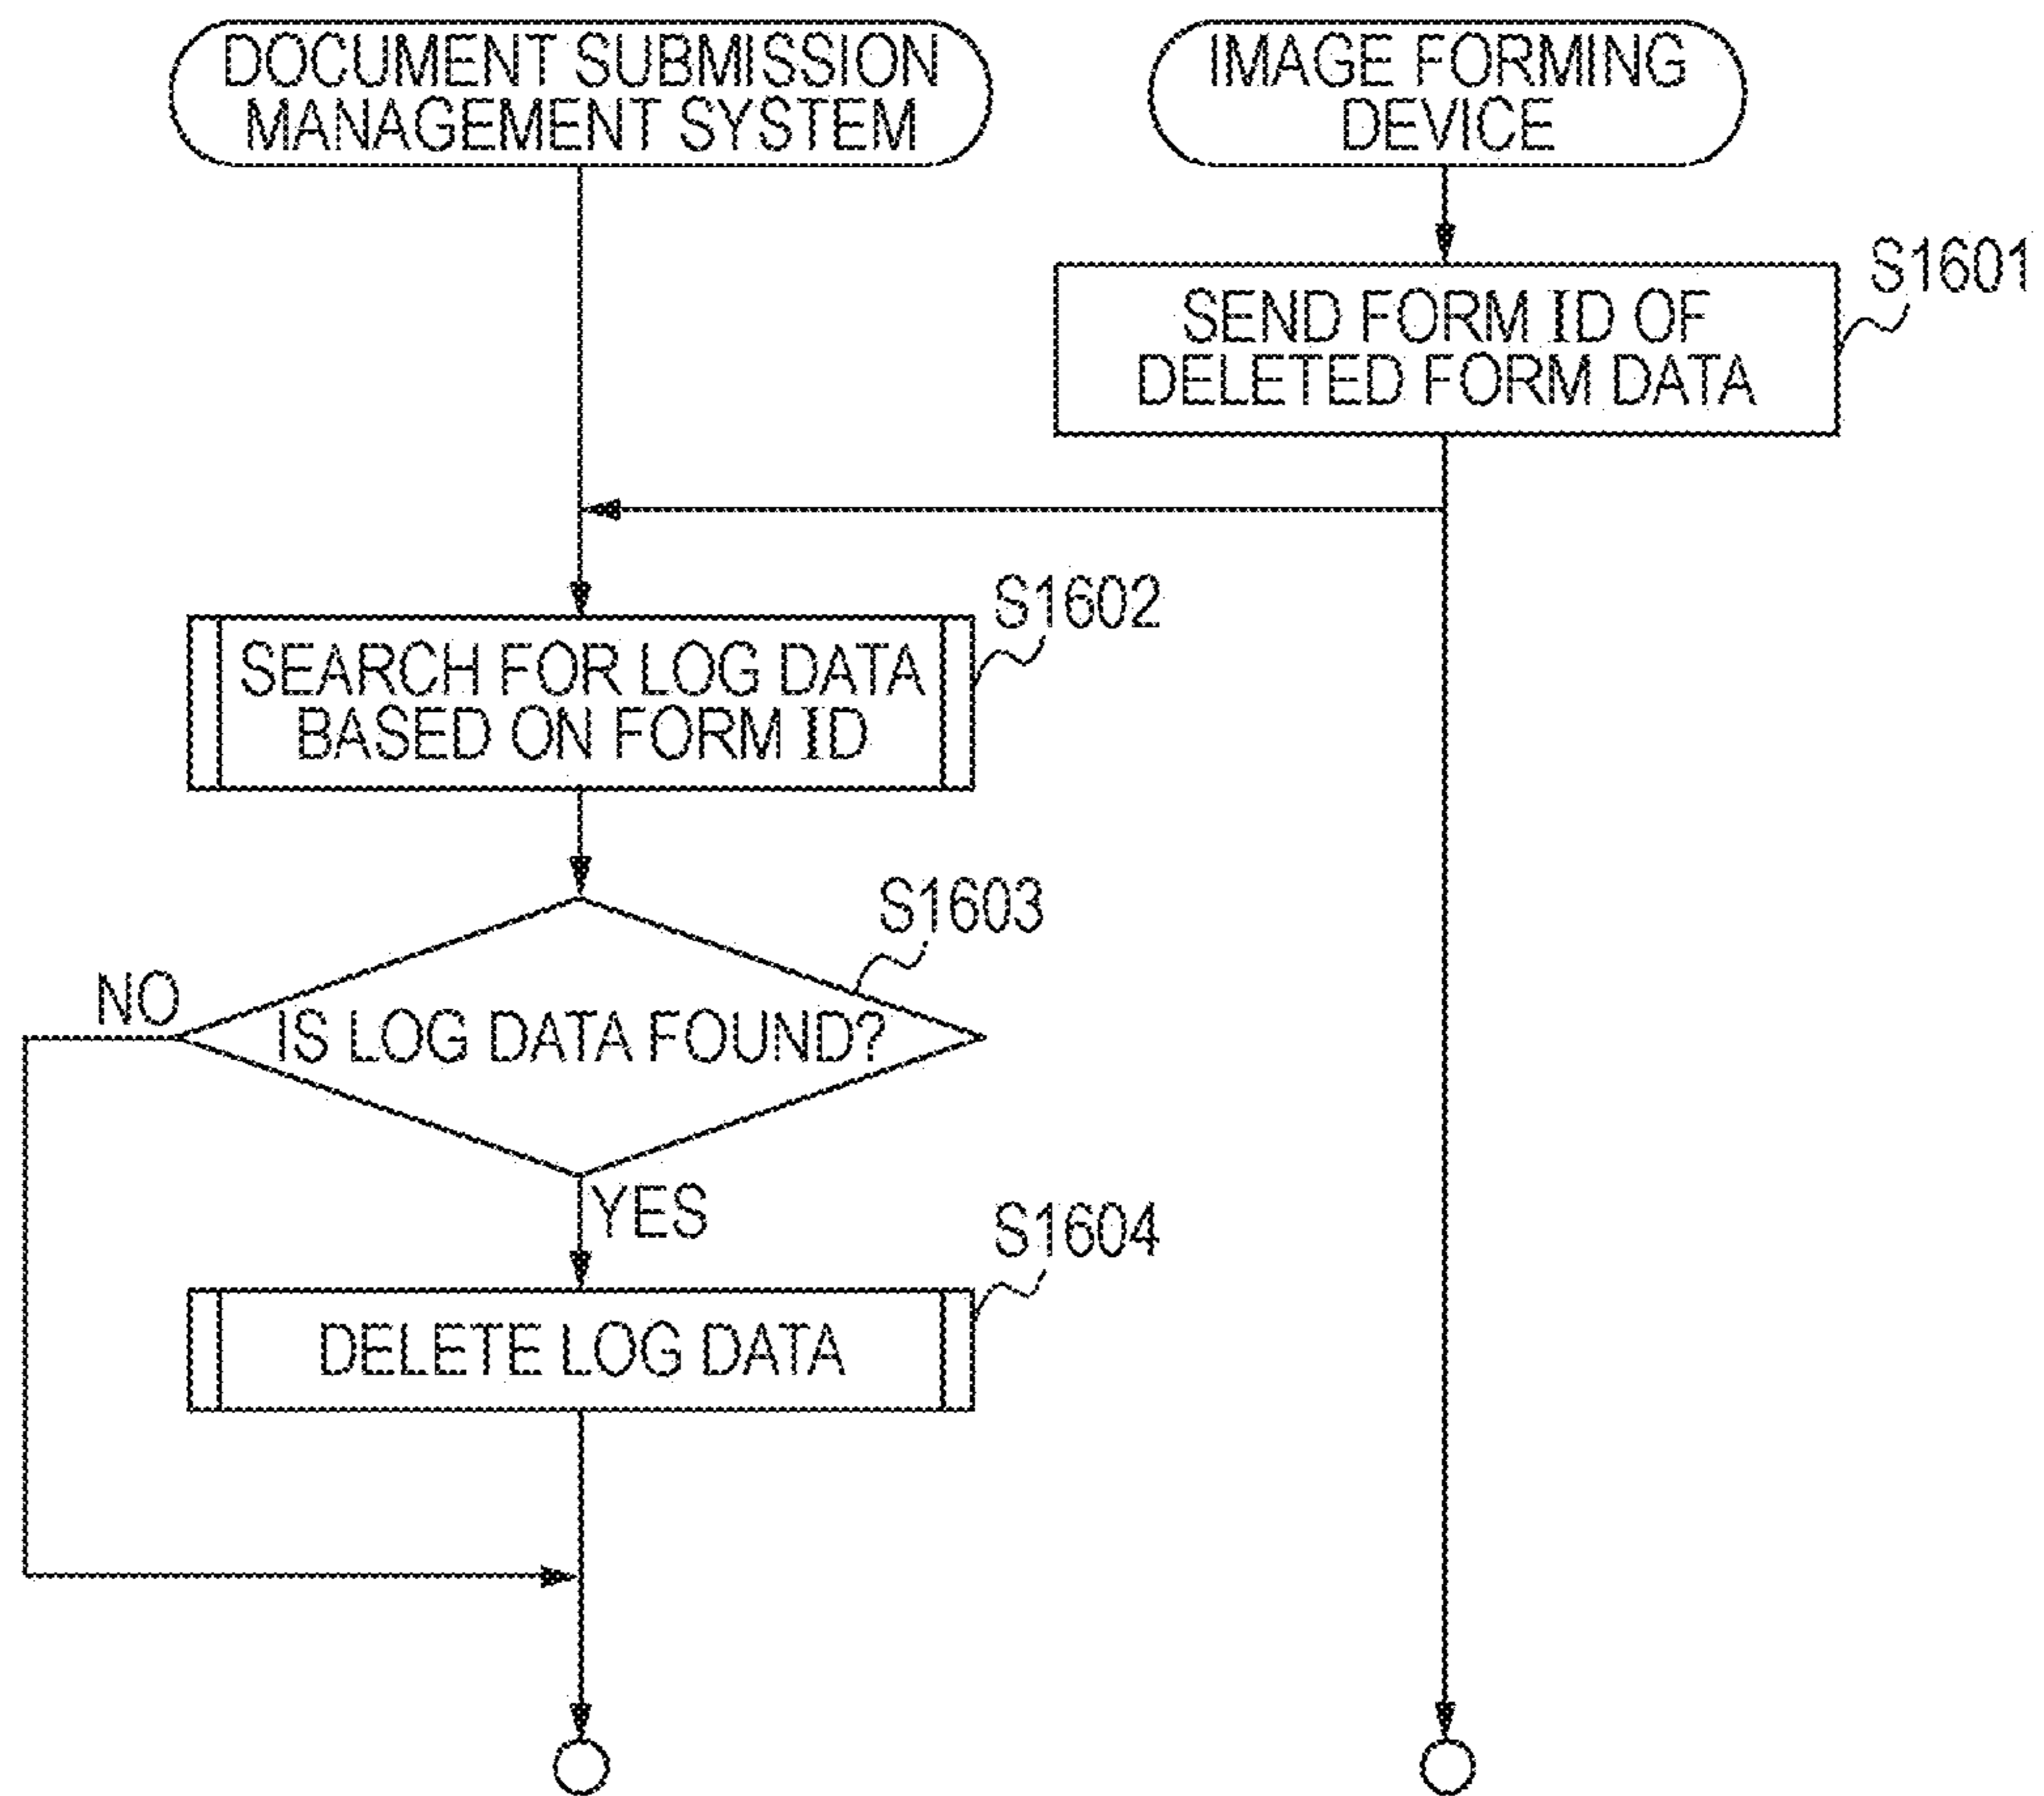 DOCUMENT SUBMISSION
MANAGEMENT SYSTEM
IMAGE FORMING
DEVICE
S1601
SEND FORM ID OF
DELETED FORM DATA
S1602
SEARCH FOR LOG DATA
BASED ON FORM ID
S1603
NO
IS LOG DATA FOUND?
YES
S1604
DELETE LOG DATA